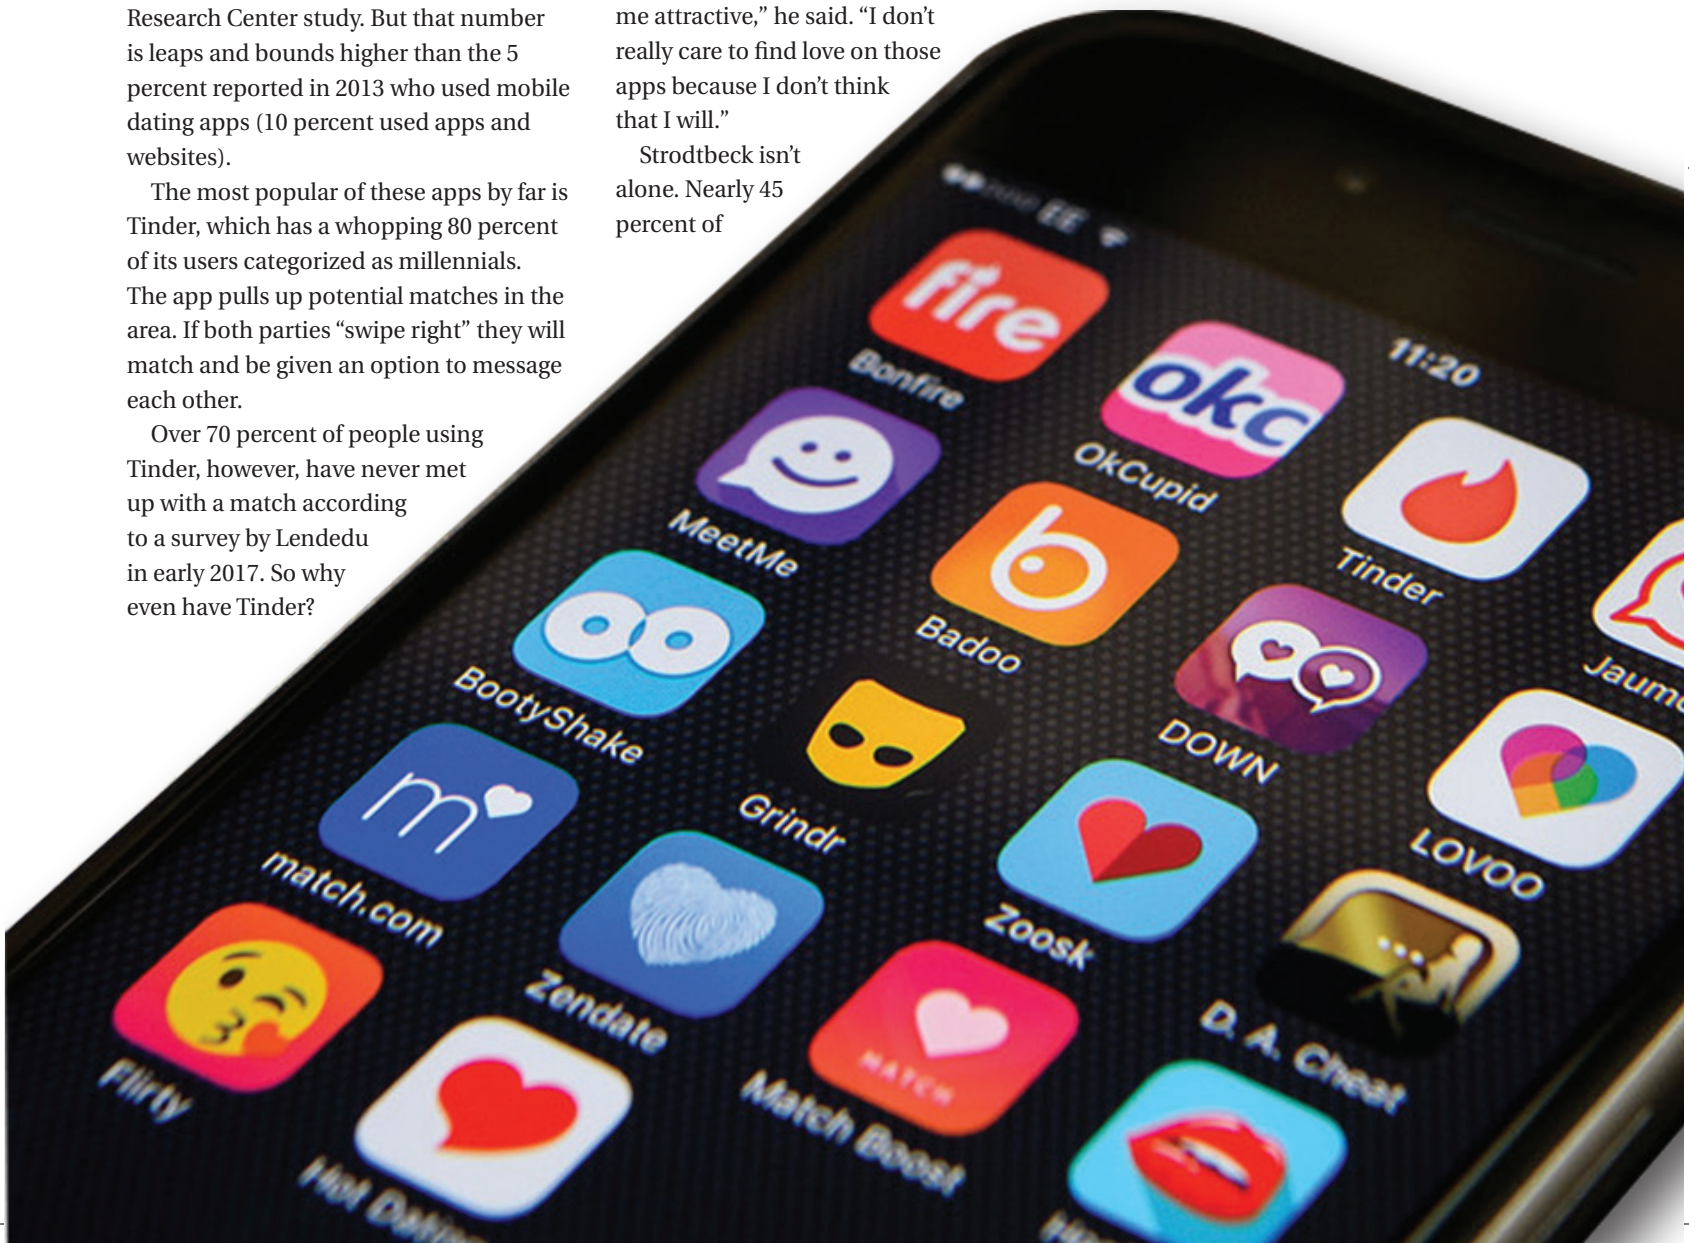 Research Center study. But that number
is leaps and bounds higher than the 5
percent reported in 2013 who used mobile
dating apps (10 percent used apps and
websites).
The most popular of these apps by far is
Tinder, which has a whopping 80 percent
of its users categorized as millennials.
The app pulls up potential matches in the
area. If both parties “swipe right” they will
match and be given an option to message
each other.
Over 70 percent of people using
Tinder, however, have never met
up with a match according
to a survey by Lendedu
in early 2017. So why
even have Tinder?
me attractive,” he said. “I don’t
really care to find love on those
apps because I don’t think
that I will.”
Strodtbeck isn’t
alone. Nearly 45
percent of
EE
11:20
fire
Bonfire
okc
OkCupid
Tinder
MeetMe
b
Badoo
DOWN
LOVOO
BootyShake
Grindr
Zoosk
D. A. Cheat
m
match.com
Zendate
MATCH
Match Boost
Flirty
Hot